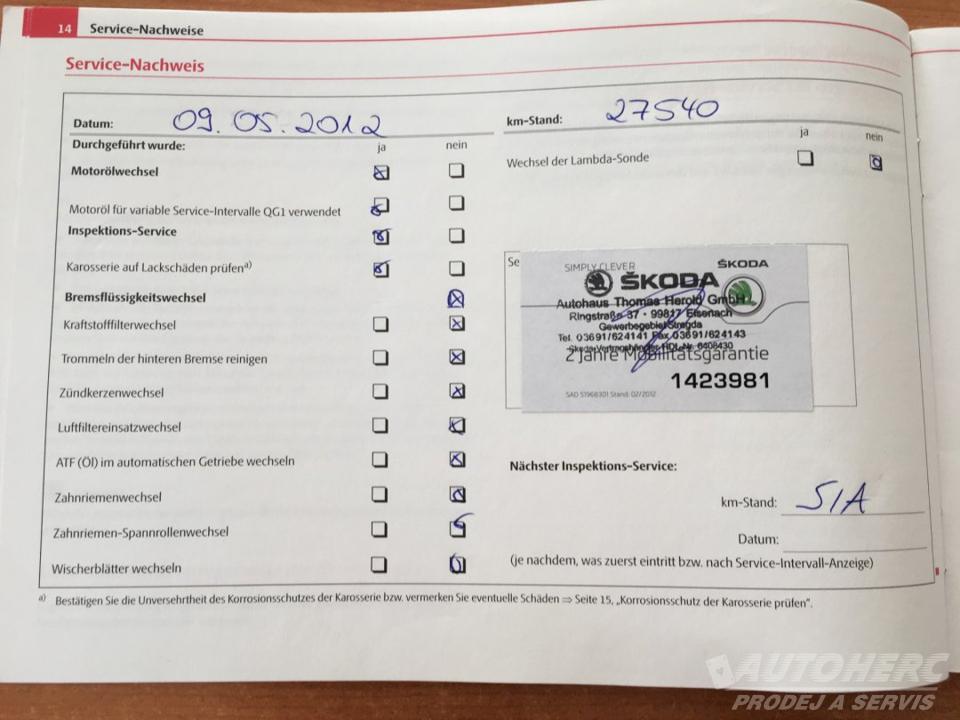 14 Service-Nachweise
Service-Nachweis
Datum: 09.05.2012
km-Stand: 27540
Durchgeführt wurde: ja nein
ja nein
Motorölwechsel
Wechsel der Lambda-Sonde
Motoröl für variable Service-Intervalle QG1 verwendet
Inspektions-Service
Karosserie auf Lackschäden prüfen a)
Bremsflüssigkeitswechsel
Kraftstofffilterwechsel
Trommeln der hinteren Bremse reinigen
Zündkerzenwechsel
Luftfiltereinsatzwechsel
ATF (Öl) im automatischen Getriebe wechseln
Zahnriemenwechsel
Zahnriemen-Spannrollenwechsel
Wischerblätter wechseln
Se
SIMPLY CLEVER
ŠKODA
ŠKODA
Autohaus Thomas Herold GmbH
Ringstraße 37 · 99817 Eisenach
Gewerbegebiet Stregda
Tel. 03691/624141 Fax 03691/624143
2 Jahre Mobilitätsgarantie
1423981
SAD 51968301 Stand: 02/2012
Nächster Inspektions-Service:
km-Stand: SIA
Datum:
(je nachdem, was zuerst eintritt bzw. nach Service-Intervall-Anzeige)
a) Bestätigen Sie die Unversehrtheit des Korrosionsschutzes der Karosserie bzw. vermerken Sie eventuelle Schäden ⇒ Seite 15, „Korrosionsschutz der Karosserie prüfen".
AUTOHERC
PRODEJ A SERVIS